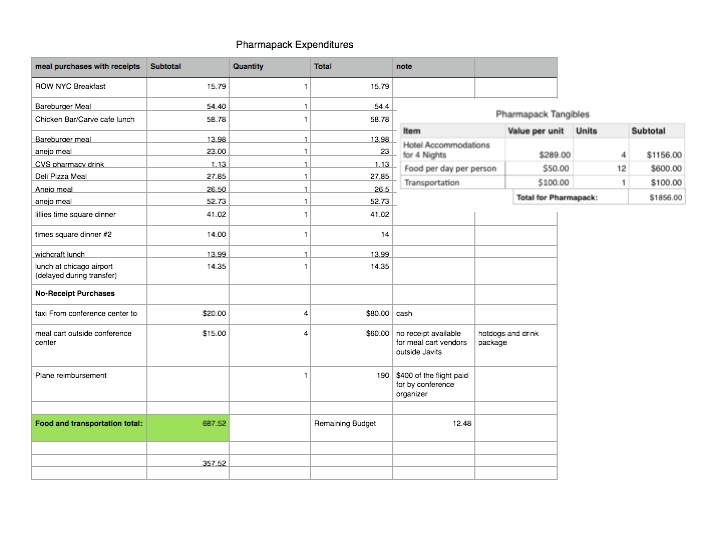 Pharmapack Expenditures
meal purchases with receipts Subtotal Quantity Total note
ROW NYC Breakfast 15.79 1 15.79
Bareburger Meal 54.40 1 54.4
Chicken Bar/Carve cafe lunch 58.78 1 58.78
Bareburger meal 13.98 1 13.98
anejo meal 23.00 1 23
CVS pharmacy drink 1.13 1 1.13
Deli Pizza Meal 27.85 1 27.85
Anejo meal 26.50 1 26.5
anejo meal 52.73 1 52.73
lillies time square dinner 41.02 1 41.02
times square dinner #2 14.00 1 14
wichcraft lunch 13.99 1 13.99
lunch at chicago airport 14.35 1 14.35
(delayed during transfer)
No-Receipt Purchases
taxi From conference center to $20.00 4 $80.00 cash
meal cart outside conference $15.00 4 $60.00 no receipt available hotdogs and drink
center for meal cart vendors package
outside Javits
Plane reimbursement 1 190 $400 of the flight paid
for by conference
organizer
Food and transportation total: 687.52 Remaining Budget 12.48
357.52
Pharmapack Tangibles
Item Value per unit Units Subtotal
Hotel Accommodations
for 4 Nights $289.00 4 $1156.00
Food per day per person $50.00 12 $600.00
Transportation $100.00 1 $100.00
Total for Pharmapack: $1856.00